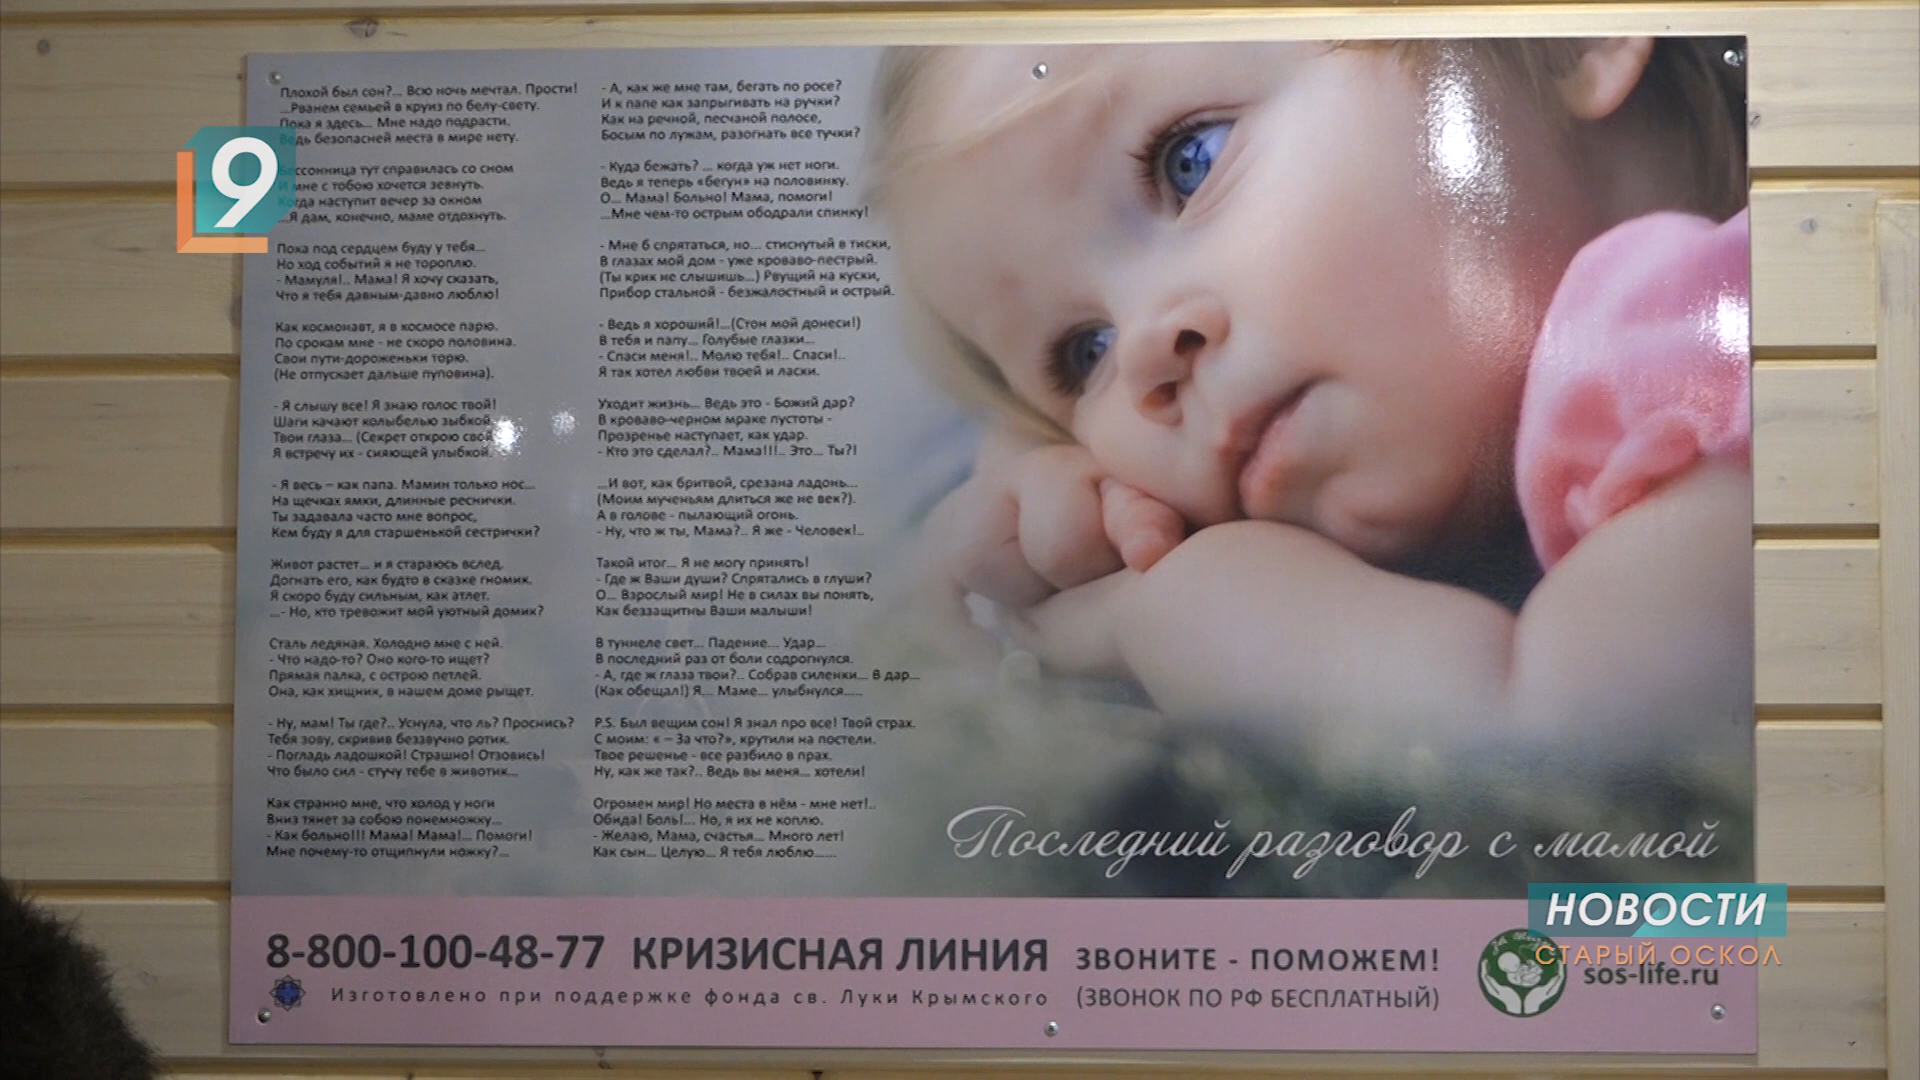 9
Плохой был сон?... Всю ночь мечтал. Прости!
...Рванем семьей в круиз по белу-свету.
Пока я здесь... Мне надо подрасти.
Ведь безопасней места в мире нету.
Бессонница тут справилась со сном
И мне с тобою хочется зевнуть.
Когда наступит вечер за окном
...Я дам, конечно, маме отдохнуть.
Пока под сердцем буду у тебя...
Но ход событий я не тороплю.
- Мамуля!.. Мама! Я хочу сказать,
Что я тебя давным-давно люблю!
Как космонавт, я в космосе парю.
По срокам мне - не скоро половина.
Свои пути-дороженьки торю.
(Не отпускает дальше пуповина).
- Я слышу все! Я знаю голос твой!
Шаги качают колыбелью зыбкой.
Твои глаза... (Секрет открою свой
Я встречу их - сияющей улыбкой.
- Я весь – как папа. Мамин только нос...
На щечках ямки, длинные реснички.
Ты задавала часто мне вопрос,
Кем буду я для старшенькой сестрички?
Живот растет... и я стараюсь вслед.
Догнать его, как будто в сказке гномик.
Я скоро буду сильным, как атлет.
...- Но, кто тревожит мой уютный домик?
Сталь ледяная. Холодно мне с ней.
- Что надо-то? Оно кого-то ищет?
Прямая палка, с острою петлей.
Она, как хищник, в нашем доме рыщет.
- Ну, мам! Ты где?.. Уснула, что ль? Проснись?
Тебя зову, скривив беззвучно ротик.
- Погладь ладошкой! Страшно! Отзовись!
Что было сил - стучу тебе в животик...
Как странно мне, что холод у ноги
Вниз тянет за собою понемножку...
- Как больно!!! Мама! Мама!... Помоги!
Мне почему-то отщипнули ножку?...
- А, как же мне там, бегать по росе?
И к папе как запрыгивать на ручки?
Как на речной, песчаной полосе,
Босым по лужам, разогнать все тучки?
- Куда бежать? ... когда уж нет ноги.
Ведь я теперь «бегун» на половинку.
О... Мама! Больно! Мама, помоги!
...Мне чем-то острым ободрали спинку!
- Мне б спрятаться, но... стиснутый в тиски,
В глазах мой дом - уже кроваво-пестрый.
(Ты крик не слышишь...) Рвущий на куски,
Прибор стальной - безжалостный и острый.
- Ведь я хороший!...(Стон мой донеси!)
В тебя и папу... Голубые глазки...
- Спаси меня!.. Молю тебя!.. Спаси!..
Я так хотел любви твоей и ласки.
Уходит жизнь... Ведь это - Божий дар?
В кроваво-черном мраке пустоты -
Прозренье наступает, как удар.
- Кто это сделал?.. Мама!!!.. Это... Ты?!
...И вот, как бритвой, срезана ладонь...
(Моим мученьям длиться же не век?).
А в голове - пылающий огонь.
- Ну, что ж ты, Мама?.. Я же - Человек!..
Такой итог... Я не могу принять!
- Где ж Ваши души? Спрятались в глуши?
О... Взрослый мир! Не в силах вы понять,
Как беззащитны Ваши малыши!
В туннеле свет... Падение... Удар...
В последний раз от боли содрогнулся.
- А, где ж глаза твои?.. Собрав силенки... В дар...
(Как обещал!) Я... Маме... улыбнулся.....
P.S. Был вещим сон! Я знал про все! Твой страх.
С моим: « – За что?», крутили на постели.
Твое решенье - все разбило в прах.
Ну, как же так?.. Ведь вы меня... хотели!
Огромен мир! Но места в нём - мне нет!..
Обида! Боль!... Но, я их не коплю.
- Желаю, Мама, счастья... Много лет!
Как сын... Целую... Я тебя люблю......
Последний разговор с мамой
НОВОСТИ
СТАРЫЙ ОСКОЛ
8-800-100-48-77 КРИЗИСНАЯ ЛИНИЯ
ЗВОНИТЕ - ПОМОЖЕМ!
Изготовлено при поддержке фонда св. Луки Крымского
(ЗВОНОК ПО РФ БЕСПЛАТНЫЙ)
sos-life.ru